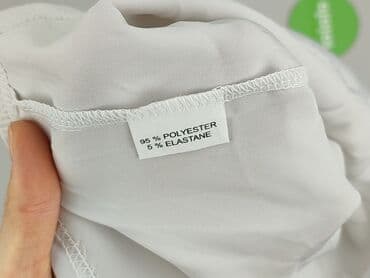 95 % POLYESTER
5 % ELASTANE